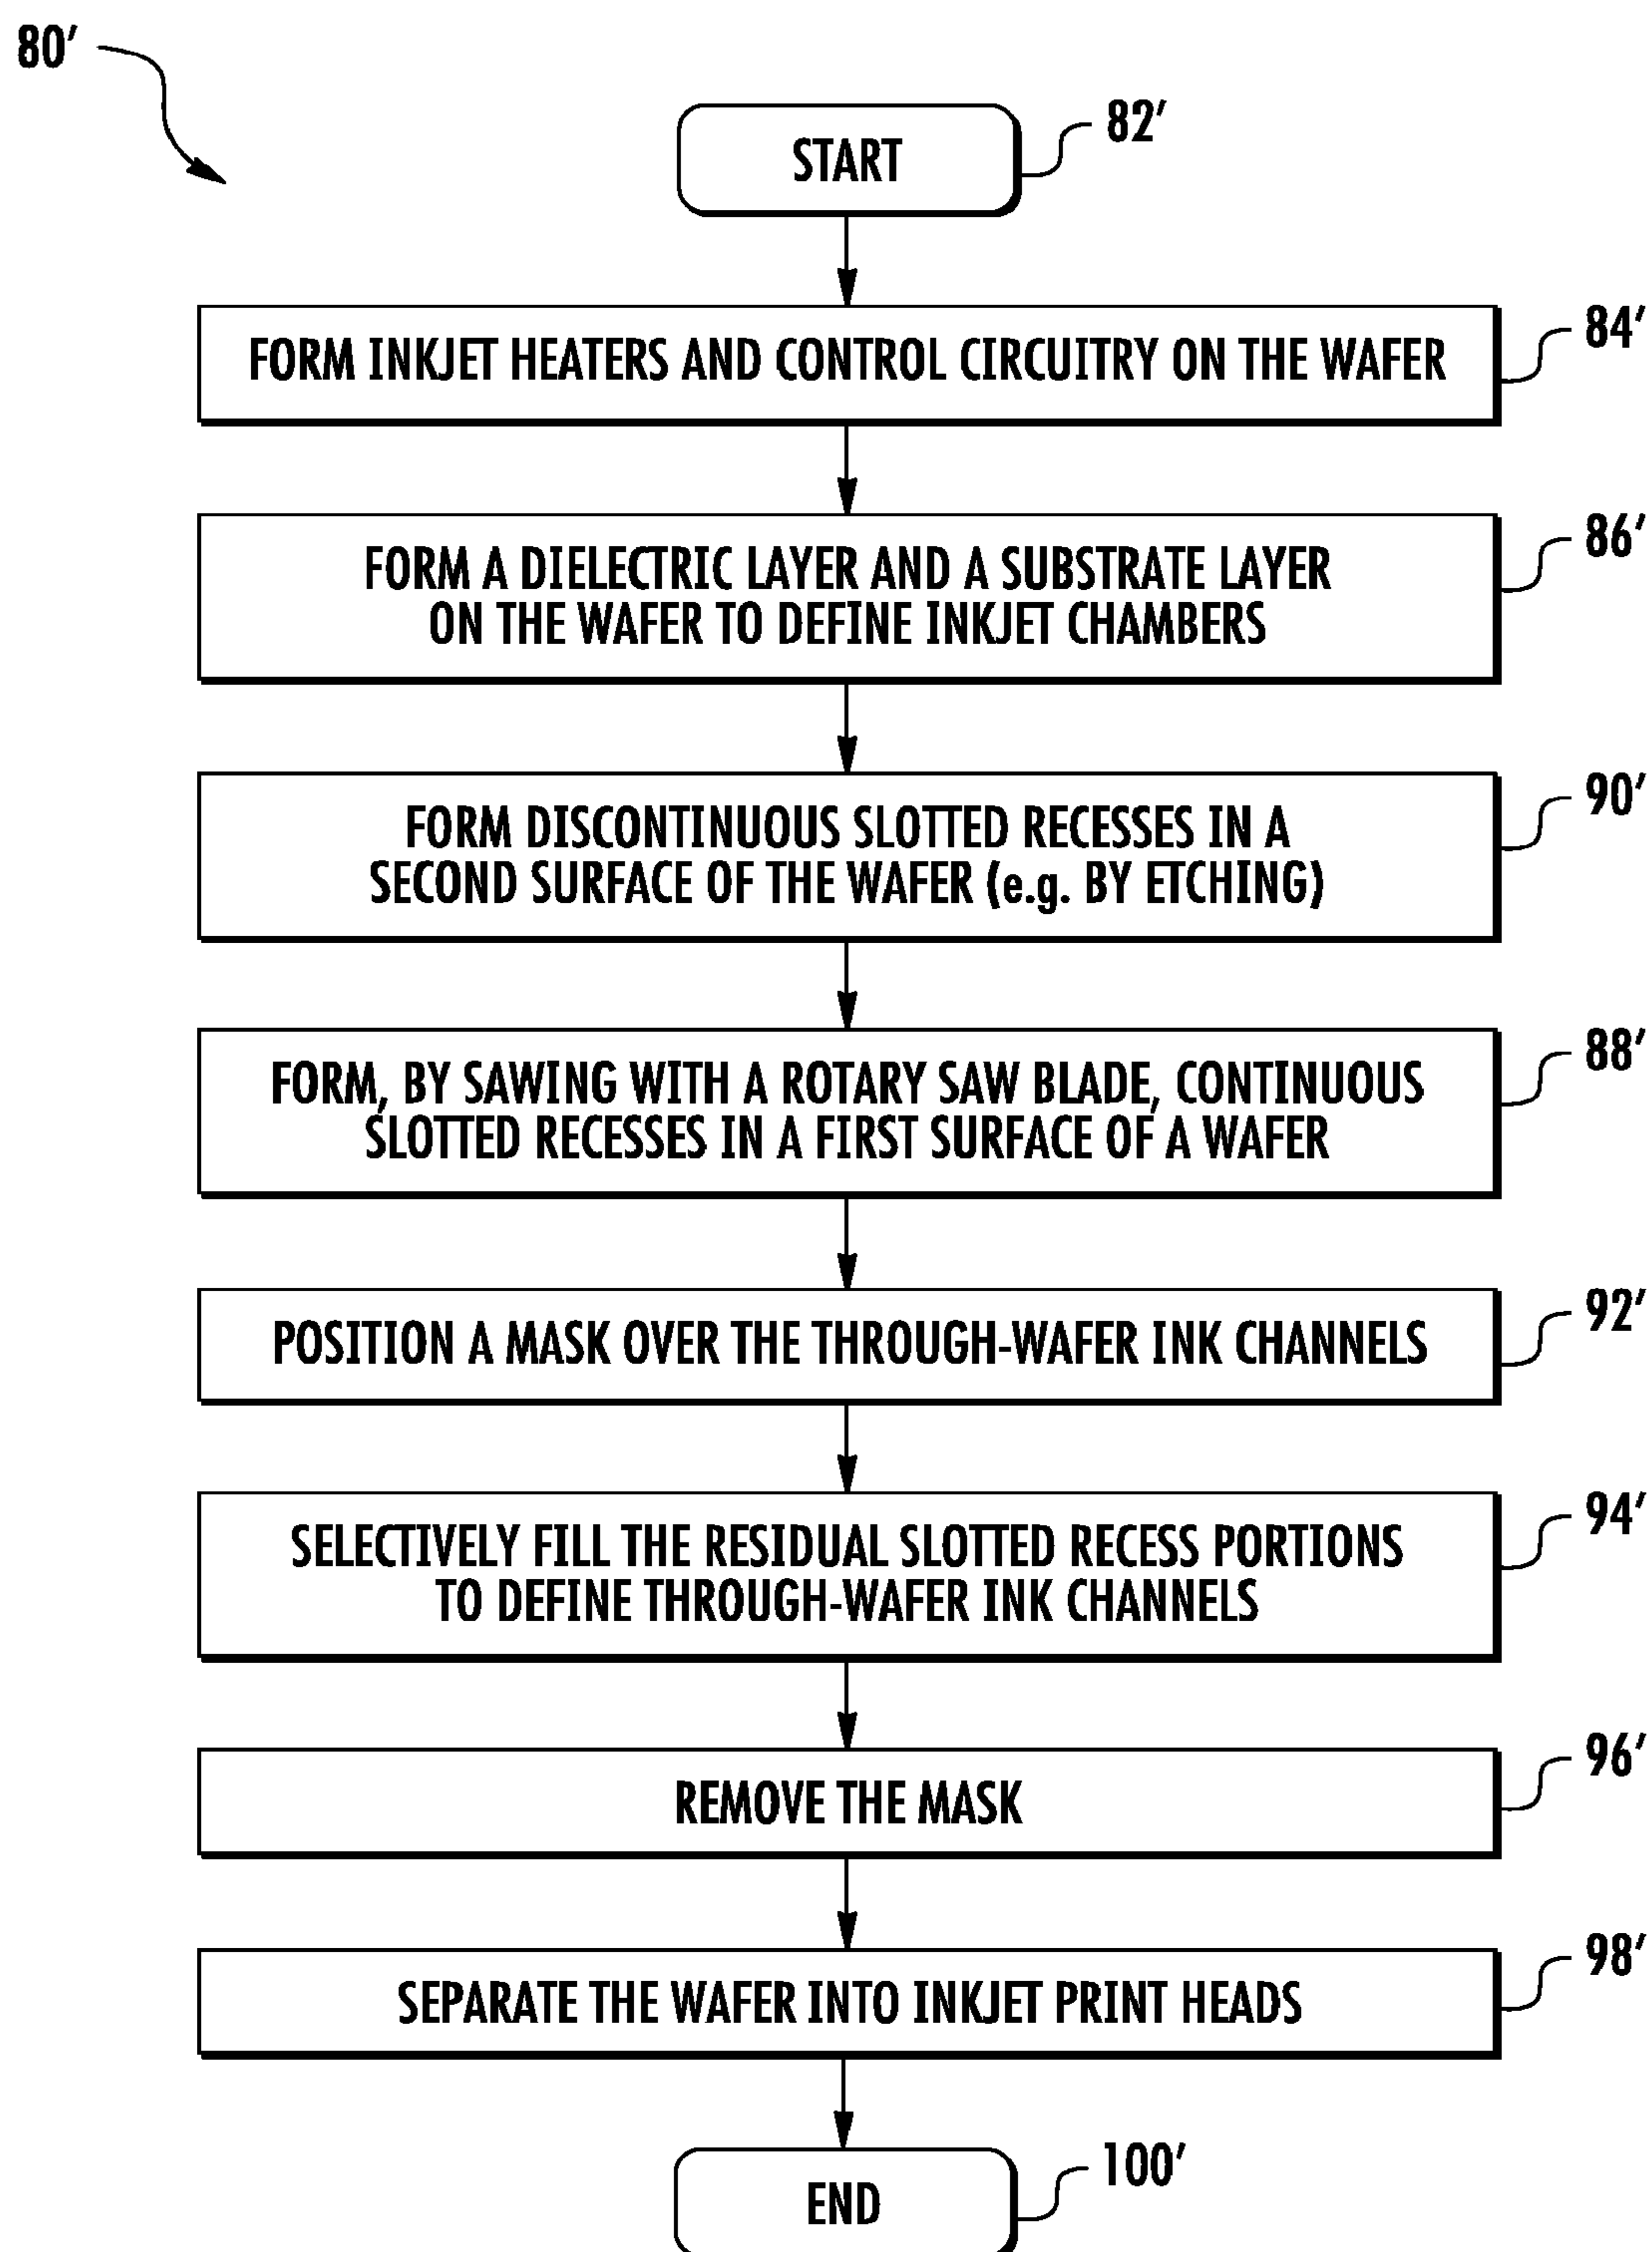 80′
START
82′
FORM INKJET HEATERS AND CONTROL CIRCUITRY ON THE WAFER
84′
FORM A DIELECTRIC LAYER AND A SUBSTRATE LAYER
ON THE WAFER TO DEFINE INKJET CHAMBERS
86′
FORM DISCONTINUOUS SLOTTED RECESSES IN A
SECOND SURFACE OF THE WAFER (e.g. BY ETCHING)
90′
FORM, BY SAWING WITH A ROTARY SAW BLADE, CONTINUOUS
SLOTTED RECESSES IN A FIRST SURFACE OF A WAFER
88′
POSITION A MASK OVER THE THROUGH-WAFER INK CHANNELS
92′
SELECTIVELY FILL THE RESIDUAL SLOTTED RECESS PORTIONS
TO DEFINE THROUGH-WAFER INK CHANNELS
94′
REMOVE THE MASK
96′
SEPARATE THE WAFER INTO INKJET PRINT HEADS
98′
END
100′